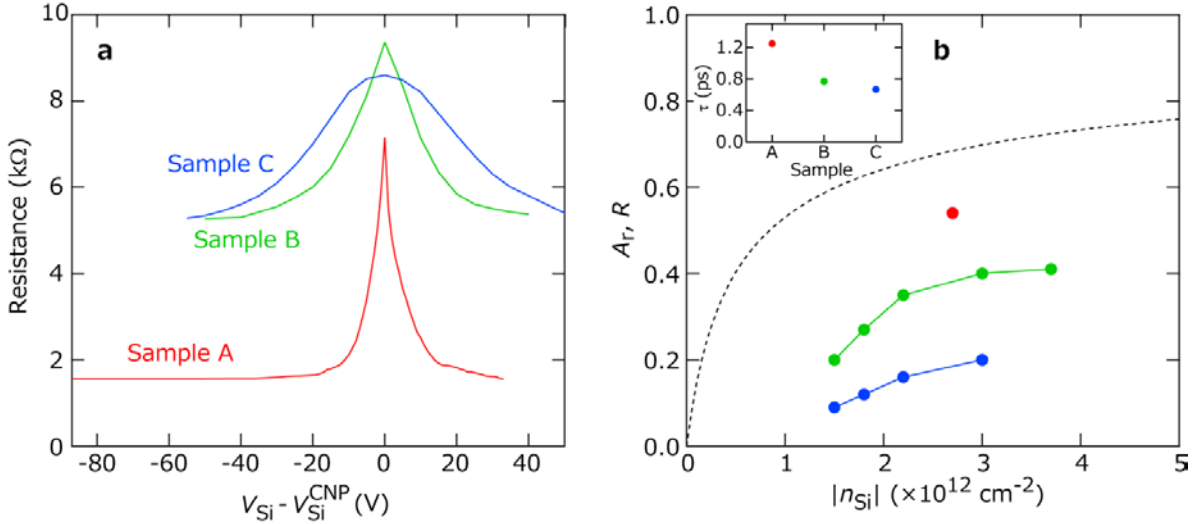 a
10
8
6
4
2
0
Resistance (kΩ)
Sample C
Sample B
Sample A
-80 -60 -40 -20 0 20 40
V_Si - V_Si^CNP (V)
b
1.0
0.8
0.6
0.4
0.2
0.0
A_r, R
1.2
0.8
0.4
0.0
τ (ps)
A B C
Sample
0 1 2 3 4 5
|n_Si| (×10^12 cm^-2)